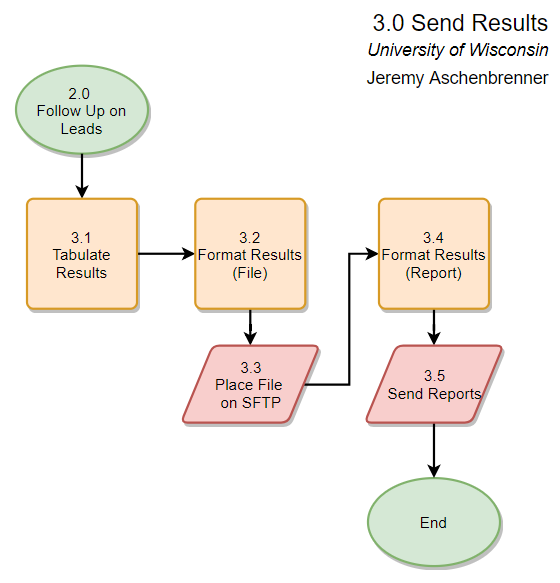 3.0 Send Results
University of Wisconsin
Jeremy Aschenbrenner
2.0
Follow Up on
Leads
3.1
Tabulate
Results
3.2
Format Results
(File)
3.3
Place File
on SFTP
3.4
Format Results
(Report)
3.5
Send Reports
End